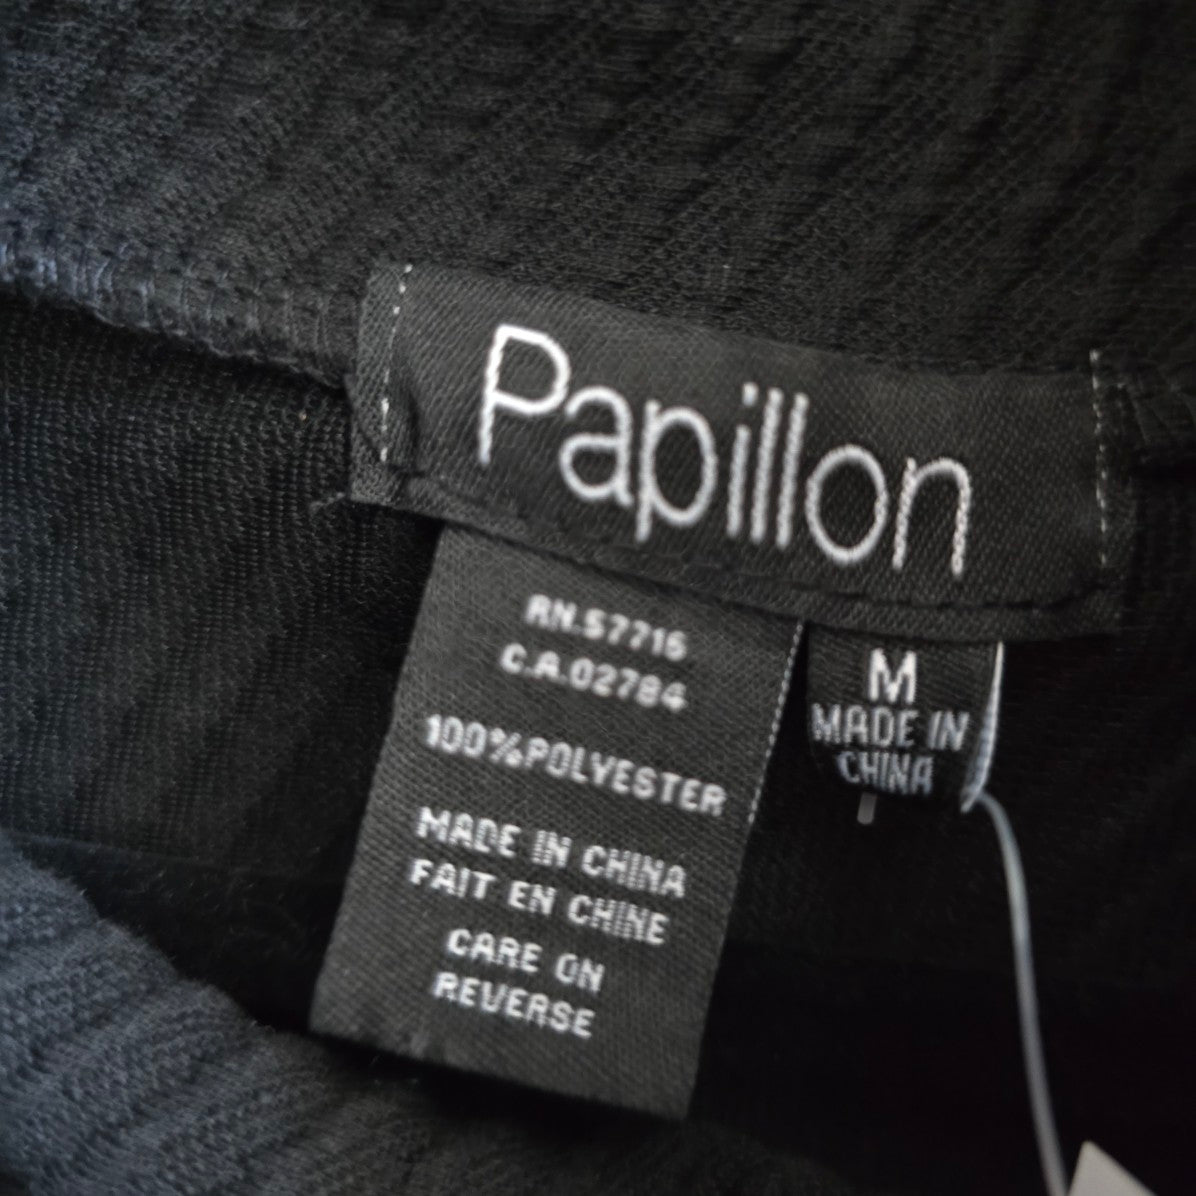 Papillon
RN.57716
C.A.02784
100%POLYESTER
MADE IN CHINA
FAIT EN CHINE
CARE ON
REVERSE
M
MADE IN
CHINA